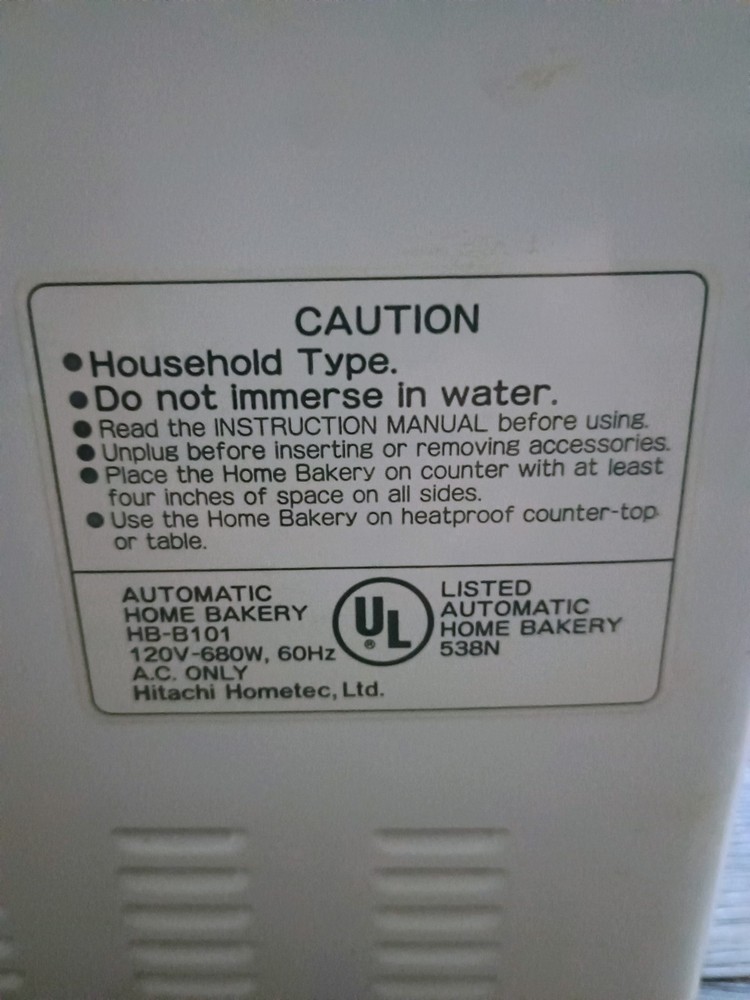 CAUTION
● Household Type.
● Do not immerse in water.
● Read the INSTRUCTION MANUAL before using.
● Unplug before inserting or removing accessories.
● Place the Home Bakery on counter with at least
four inches of space on all sides.
● Use the Home Bakery on heatproof counter-top
or table.
AUTOMATIC
HOME BAKERY
HB-B101
120V-680W, 60Hz
A.C. ONLY
Hitachi Hometec, Ltd.
UL®
LISTED
AUTOMATIC
HOME BAKERY
538N